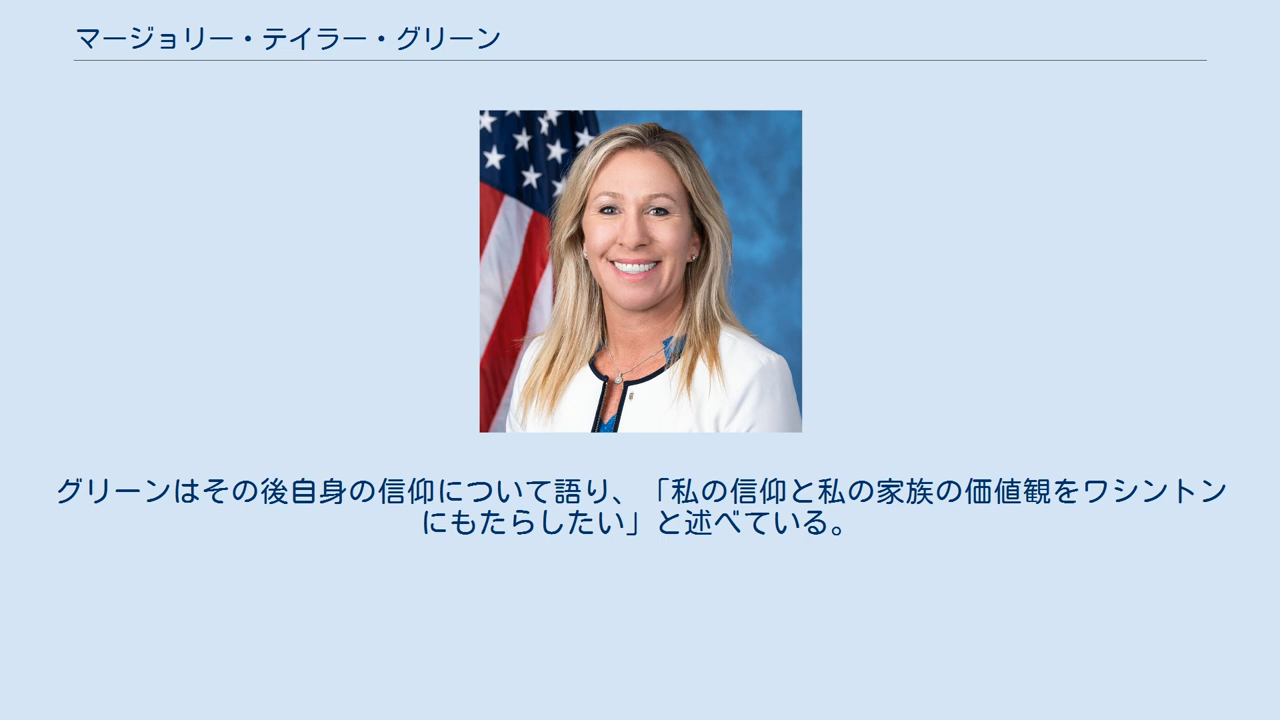 マージョリー・テイラー・グリーン
グリーンはその後自身の信仰について語り、「私の信仰と私の家族の価値観をワシントン
にもたらしたい」と述べている。